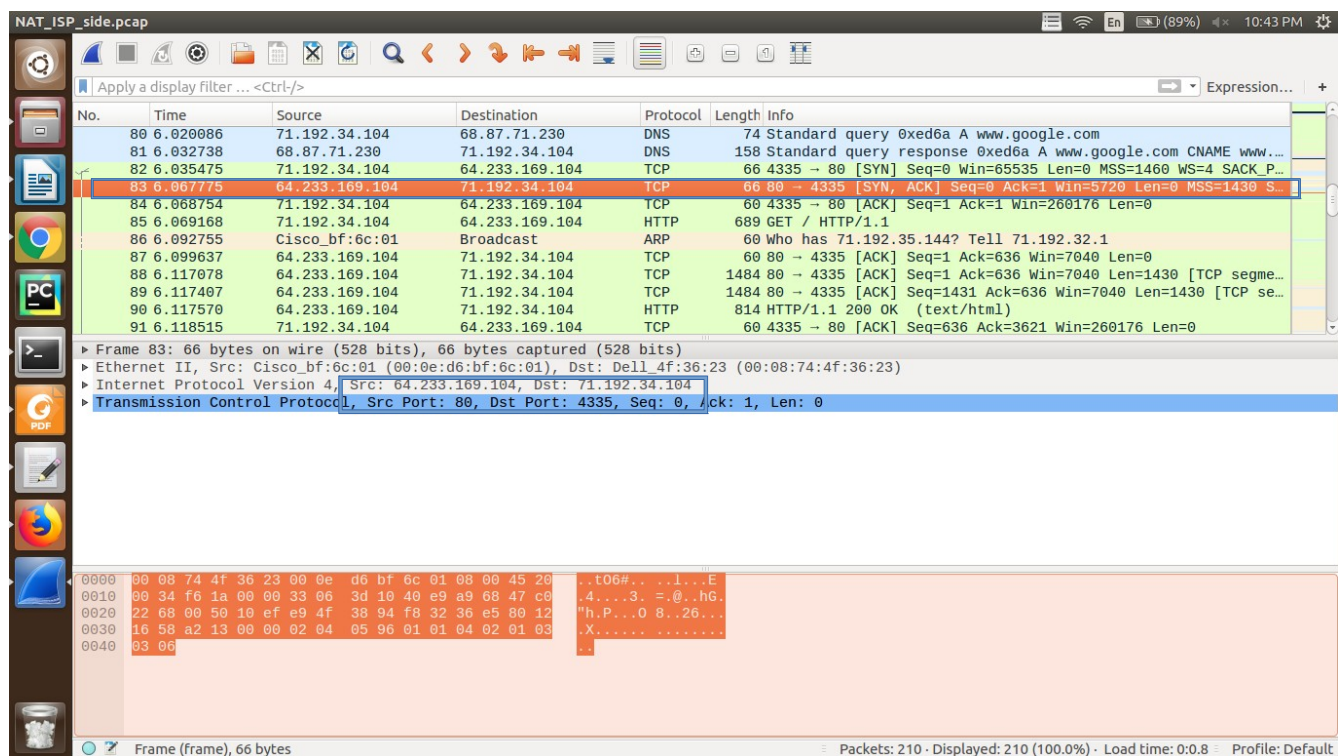 NAT_ISP_side.pcap En (89%) 10:43 PM
Apply a display filter ... <Ctrl-/> Expression... +
No. Time Source Destination Protocol Length Info
80 6.020086 71.192.34.104 68.87.71.230 DNS 74 Standard query 0xed6a A www.google.com
81 6.032738 68.87.71.230 71.192.34.104 DNS 158 Standard query response 0xed6a A www.google.com CNAME www....
82 6.035475 71.192.34.104 64.233.169.104 TCP 66 4335 → 80 [SYN] Seq=0 Win=65535 Len=0 MSS=1460 WS=4 SACK_P...
83 6.067775 64.233.169.104 71.192.34.104 TCP 66 80 → 4335 [SYN, ACK] Seq=0 Ack=1 Win=5720 Len=0 MSS=1430 S...
84 6.068754 71.192.34.104 64.233.169.104 TCP 60 4335 → 80 [ACK] Seq=1 Ack=1 Win=260176 Len=0
85 6.069168 71.192.34.104 64.233.169.104 HTTP 689 GET / HTTP/1.1
86 6.092755 Cisco_bf:6c:01 Broadcast ARP 60 Who has 71.192.35.144? Tell 71.192.32.1
87 6.099637 64.233.169.104 71.192.34.104 TCP 60 80 → 4335 [ACK] Seq=1 Ack=636 Win=7040 Len=0
88 6.117078 64.233.169.104 71.192.34.104 TCP 1484 80 → 4335 [ACK] Seq=1 Ack=636 Win=7040 Len=1430 [TCP segme...
89 6.117407 64.233.169.104 71.192.34.104 TCP 1484 80 → 4335 [ACK] Seq=1431 Ack=636 Win=7040 Len=1430 [TCP se...
90 6.117570 64.233.169.104 71.192.34.104 HTTP 814 HTTP/1.1 200 OK (text/html)
91 6.118515 71.192.34.104 64.233.169.104 TCP 60 4335 → 80 [ACK] Seq=636 Ack=3621 Win=260176 Len=0
Frame 83: 66 bytes on wire (528 bits), 66 bytes captured (528 bits)
Ethernet II, Src: Cisco_bf:6c:01 (00:0e:d6:bf:6c:01), Dst: Dell_4f:36:23 (00:08:74:4f:36:23)
Internet Protocol Version 4, Src: 64.233.169.104, Dst: 71.192.34.104
Transmission Control Protocol, Src Port: 80, Dst Port: 4335, Seq: 0, Ack: 1, Len: 0
PC
PDF
0000 00 08 74 4f 36 23 00 0e d6 bf 6c 01 08 00 45 20 ..tO6#.. ..l...E
0010 00 34 f6 1a 00 00 33 06 3d 10 40 e9 a9 68 47 c0 .4....3. =.@..hG.
0020 22 68 00 50 10 ef e9 4f 38 94 f8 32 36 e5 80 12 "h.P...O 8..26...
0030 16 58 a2 13 00 00 02 04 05 96 01 01 04 02 01 03 .X...... ........
0040 03 06 ..
Frame (frame), 66 bytes Packets: 210 · Displayed: 210 (100.0%) · Load time: 0:0.8 Profile: Default